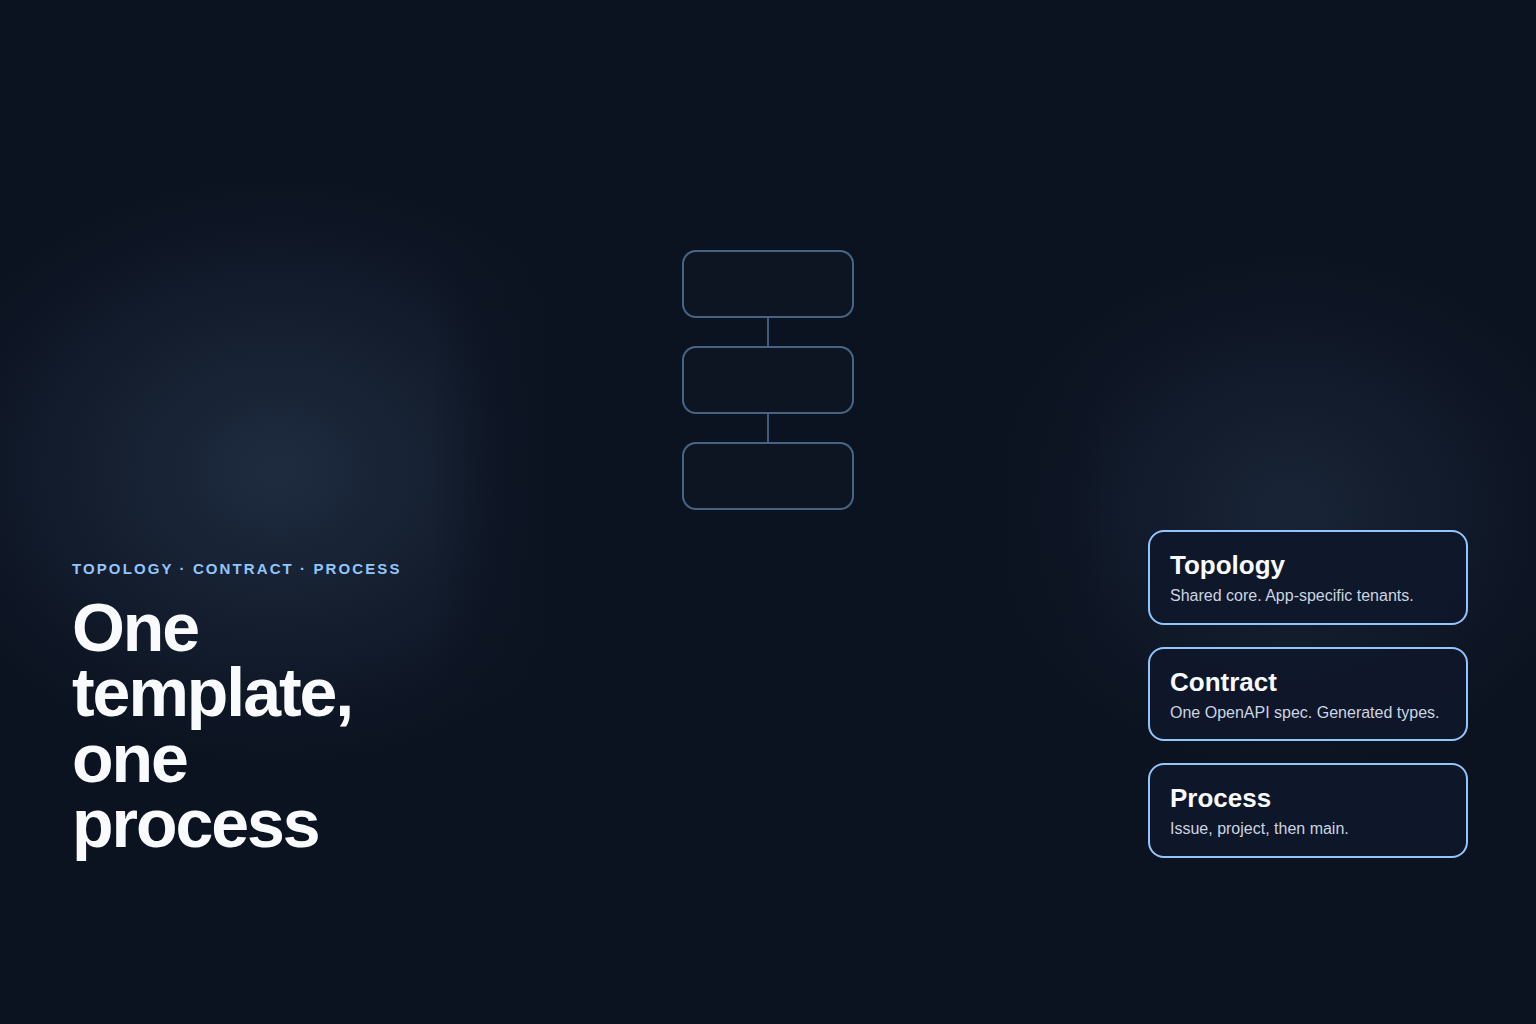 TOPOLOGY · CONTRACT · PROCESS
One
template,
one
process
Topology
Shared core. App-specific tenants.
Contract
One OpenAPI spec. Generated types.
Process
Issue, project, then main.